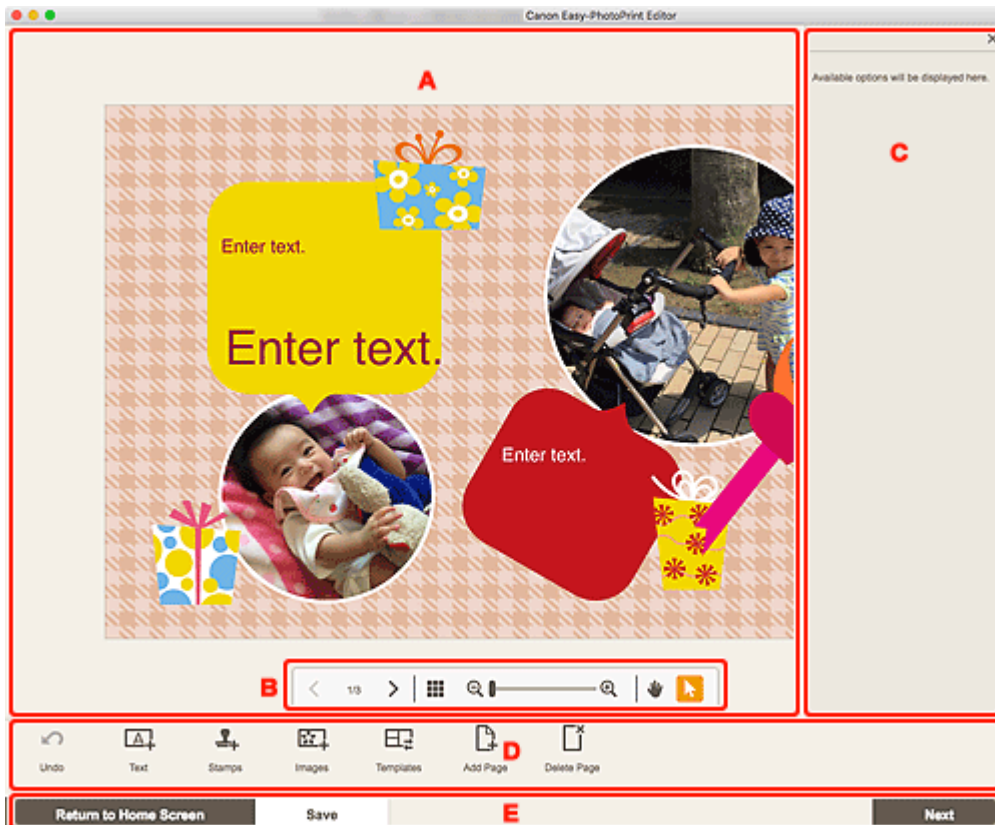 Canon Easy-PhotoPrint Editor
A
Available options will be displayed here.
C
Enter text.
Enter text.
Enter text.
B
1/3
D
Undo
Text
Stamps
Images
Templates
Add Page
Delete Page
E
Return to Home Screen
Save
Next